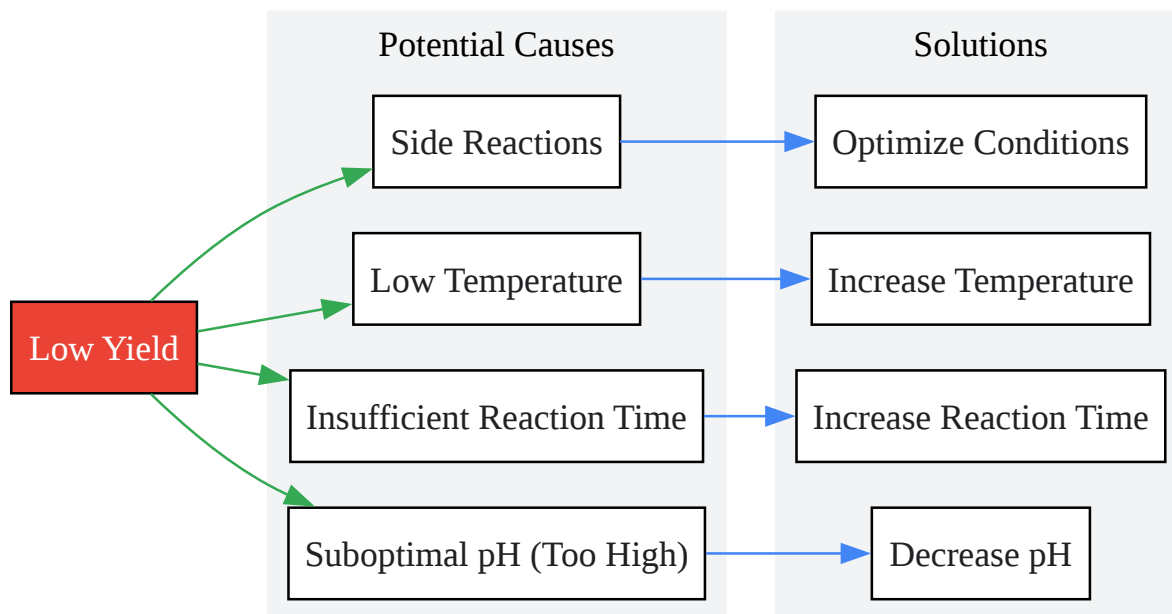 Potential Causes
Solutions
Side Reactions
Optimize Conditions
Low Temperature
Increase Temperature
Low Yield
Insufficient Reaction Time
Increase Reaction Time
Suboptimal pH (Too High)
Decrease pH